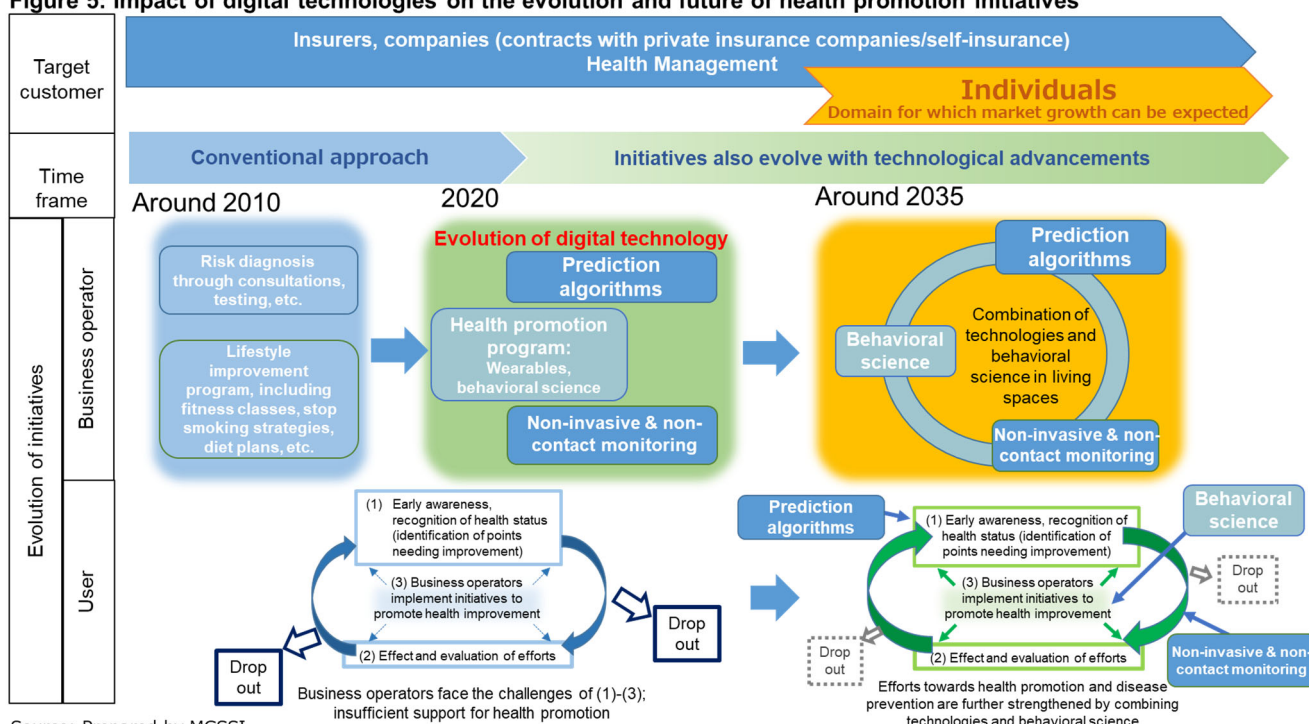 Figure 5: Impact of digital technologies on the evolution and future of health promotion initiatives
Target
customer
Insurers, companies (contracts with private insurance companies/self-insurance)
Health Management
Individuals
Domain for which market growth can be expected
Time
frame
Conventional approach
Initiatives also evolve with technological advancements
Around 2010
2020
Around 2035
Evolution of initiatives
Business operator
Risk diagnosis
through consultations,
testing, etc.
Lifestyle
improvement
program, including
fitness classes, stop
smoking strategies,
diet plans, etc.
Evolution of digital technology
Prediction
algorithms
Health promotion
program:
Wearables,
behavioral science
Non-invasive & non-
contact monitoring
Prediction
algorithms
Behavioral
science
Combination of
technologies and
behavioral
science in living
spaces
Non-invasive & non-
contact monitoring
User
(1) Early awareness,
recognition of health status
(identification of points
needing improvement)
(3) Business operators
implement initiatives to
promote health improvement
(2) Effect and evaluation of efforts
Drop
out
Drop
out
Business operators face the challenges of (1)-(3);
insufficient support for health promotion
Prediction
algorithms
Behavioral
science
(1) Early awareness, recognition of
health status (identification of
points needing improvement)
(3) Business operators
implement initiatives to
promote health improvement
(2) Effect and evaluation of efforts
Drop
out
Drop
out
Non-invasive & non-
contact monitoring
Efforts towards health promotion and disease
prevention are further strengthened by combining
technologies and behavioral science
Source: Prepared by MGSSI